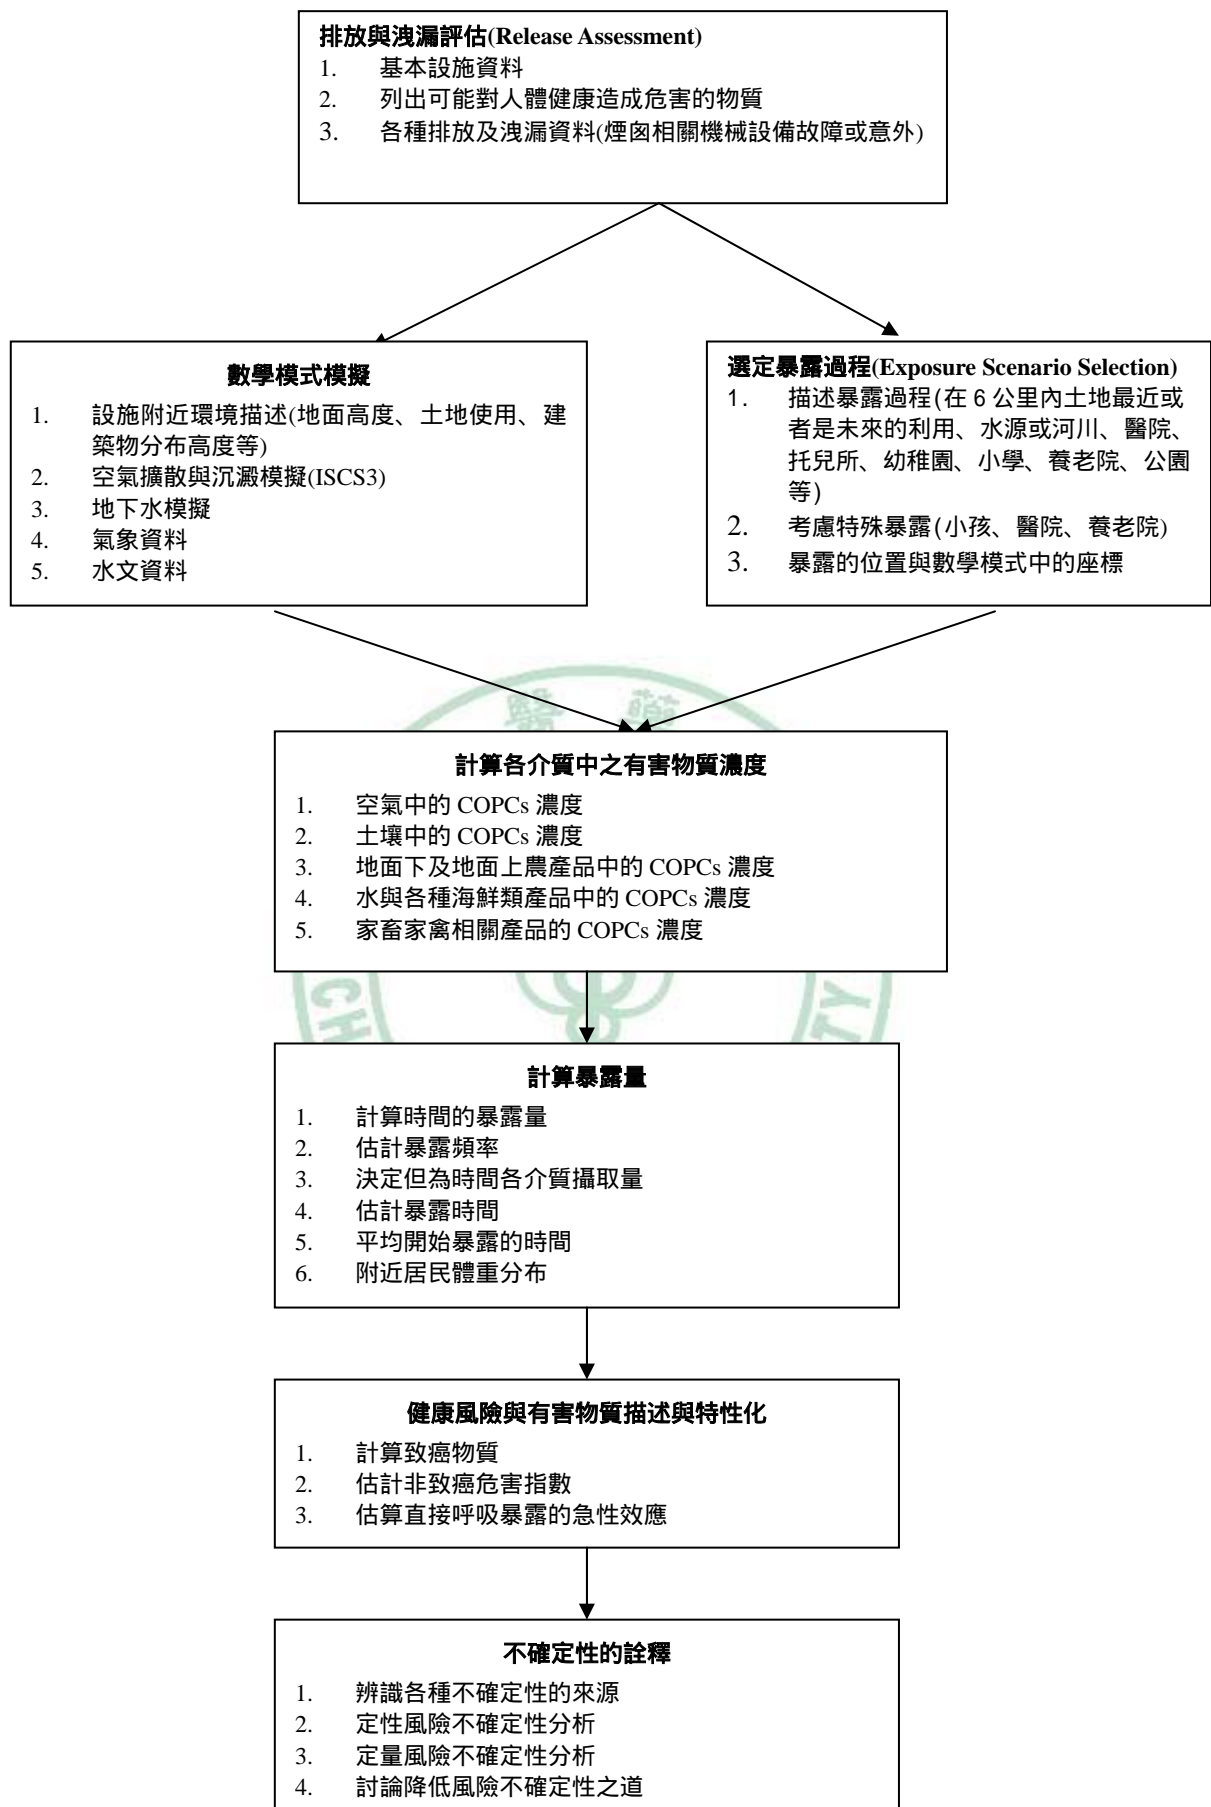 排放與洩漏評估(Release Assessment)
1. 基本設施資料
2. 列出可能對人體健康造成危害的物質
3. 各種排放及洩漏資料(煙囪相關機械設備故障或意外)
數學模式模擬
1. 設施附近環境描述(地面高度、土地使用、建
築物分布高度等)
2. 空氣擴散與沉澱模擬(ISCS3)
3. 地下水模擬
4. 氣象資料
5. 水文資料
選定暴露過程(Exposure Scenario Selection)
1. 描述暴露過程(在 6 公里內土地最近或
者是未來的利用、水源或河川、醫院、
托兒所、幼稚園、小學、養老院、公園
等)
2. 考慮特殊暴露(小孩、醫院、養老院)
3. 暴露的位置與數學模式中的座標
醫 藥
計算各介質中之有害物質濃度
1. 空氣中的 COPCs 濃度
2. 土壤中的 COPCs 濃度
3. 地面下及地面上農產品中的 COPCs 濃度
4. 水與各種海鮮類產品中的 COPCs 濃度
5. 家畜家禽相關產品的 COPCs 濃度
CH
TY
計算暴露量
1. 計算時間的暴露量
2. 估計暴露頻率
3. 決定但為時間各介質攝取量
4. 估計暴露時間
5. 平均開始暴露的時間
6. 附近居民體重分布
健康風險與有害物質描述與特性化
1. 計算致癌物質
2. 估計非致癌危害指數
3. 估算直接呼吸暴露的急性效應
不確定性的詮釋
1. 辨識各種不確定性的來源
2. 定性風險不確定性分析
3. 定量風險不確定性分析
4. 討論降低風險不確定性之道